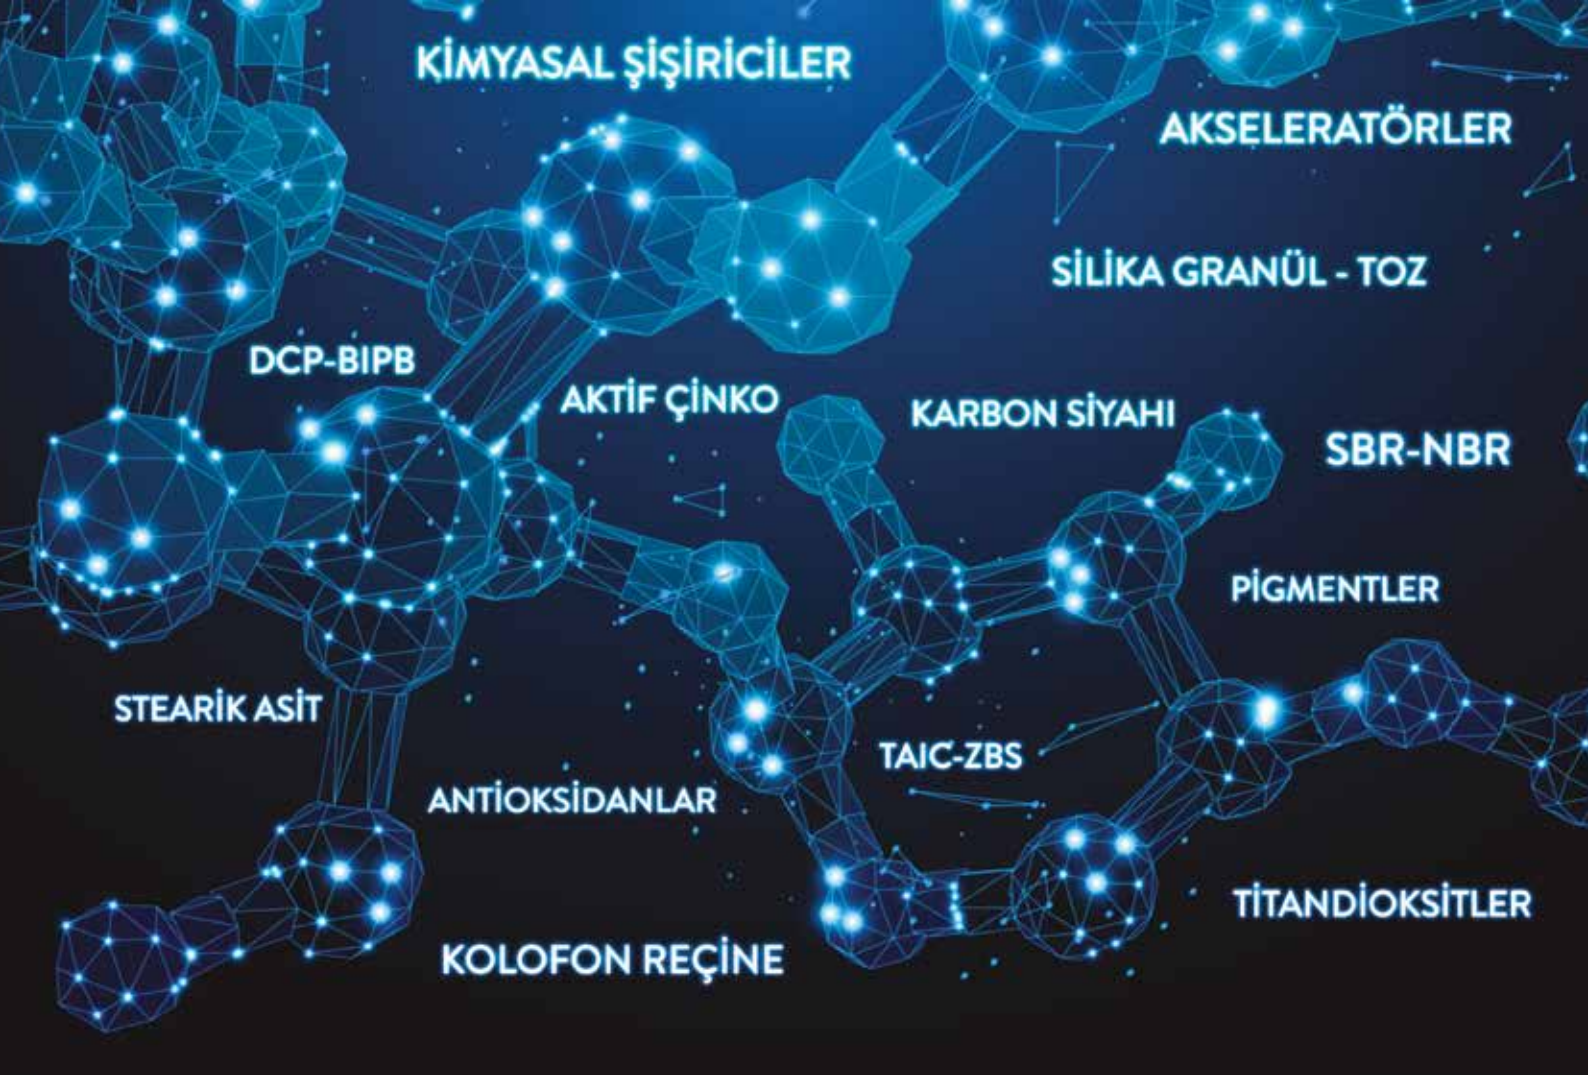 KİMYASAL ŞİŞİRİCİLER
AKSELERATÖRLER
SİLİKA GRANÜL - TOZ
DCP-BIPB
AKTİF ÇİNKO
KARBON SİYAHI
SBR-NBR
PİGMENTLER
STEARİK ASİT
TAIC-ZBS
ANTİOKSİDANLAR
TİTANDİOKSİTLER
KOLOFON REÇİNE